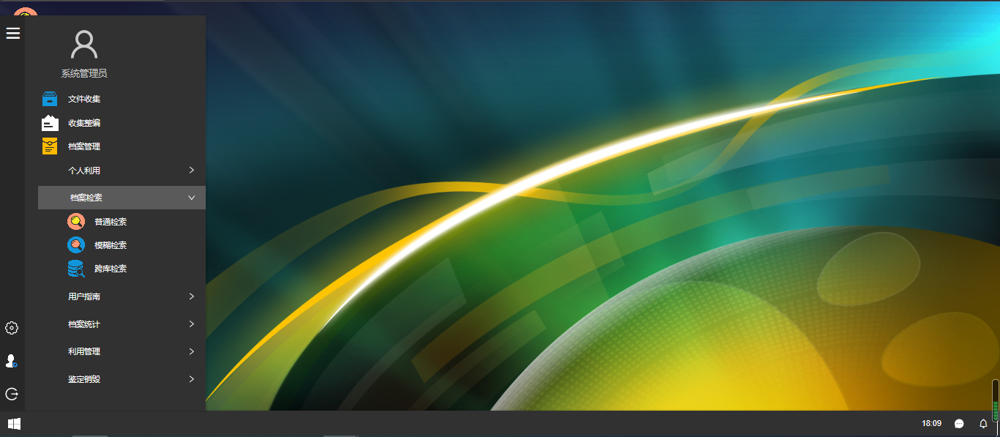 系统管理员
文件收集
收集整编
档案管理
个人利用
档案检索
普通检索
模糊检索
跨库检索
用户指南
档案统计
利用管理
鉴定销毁
18:09